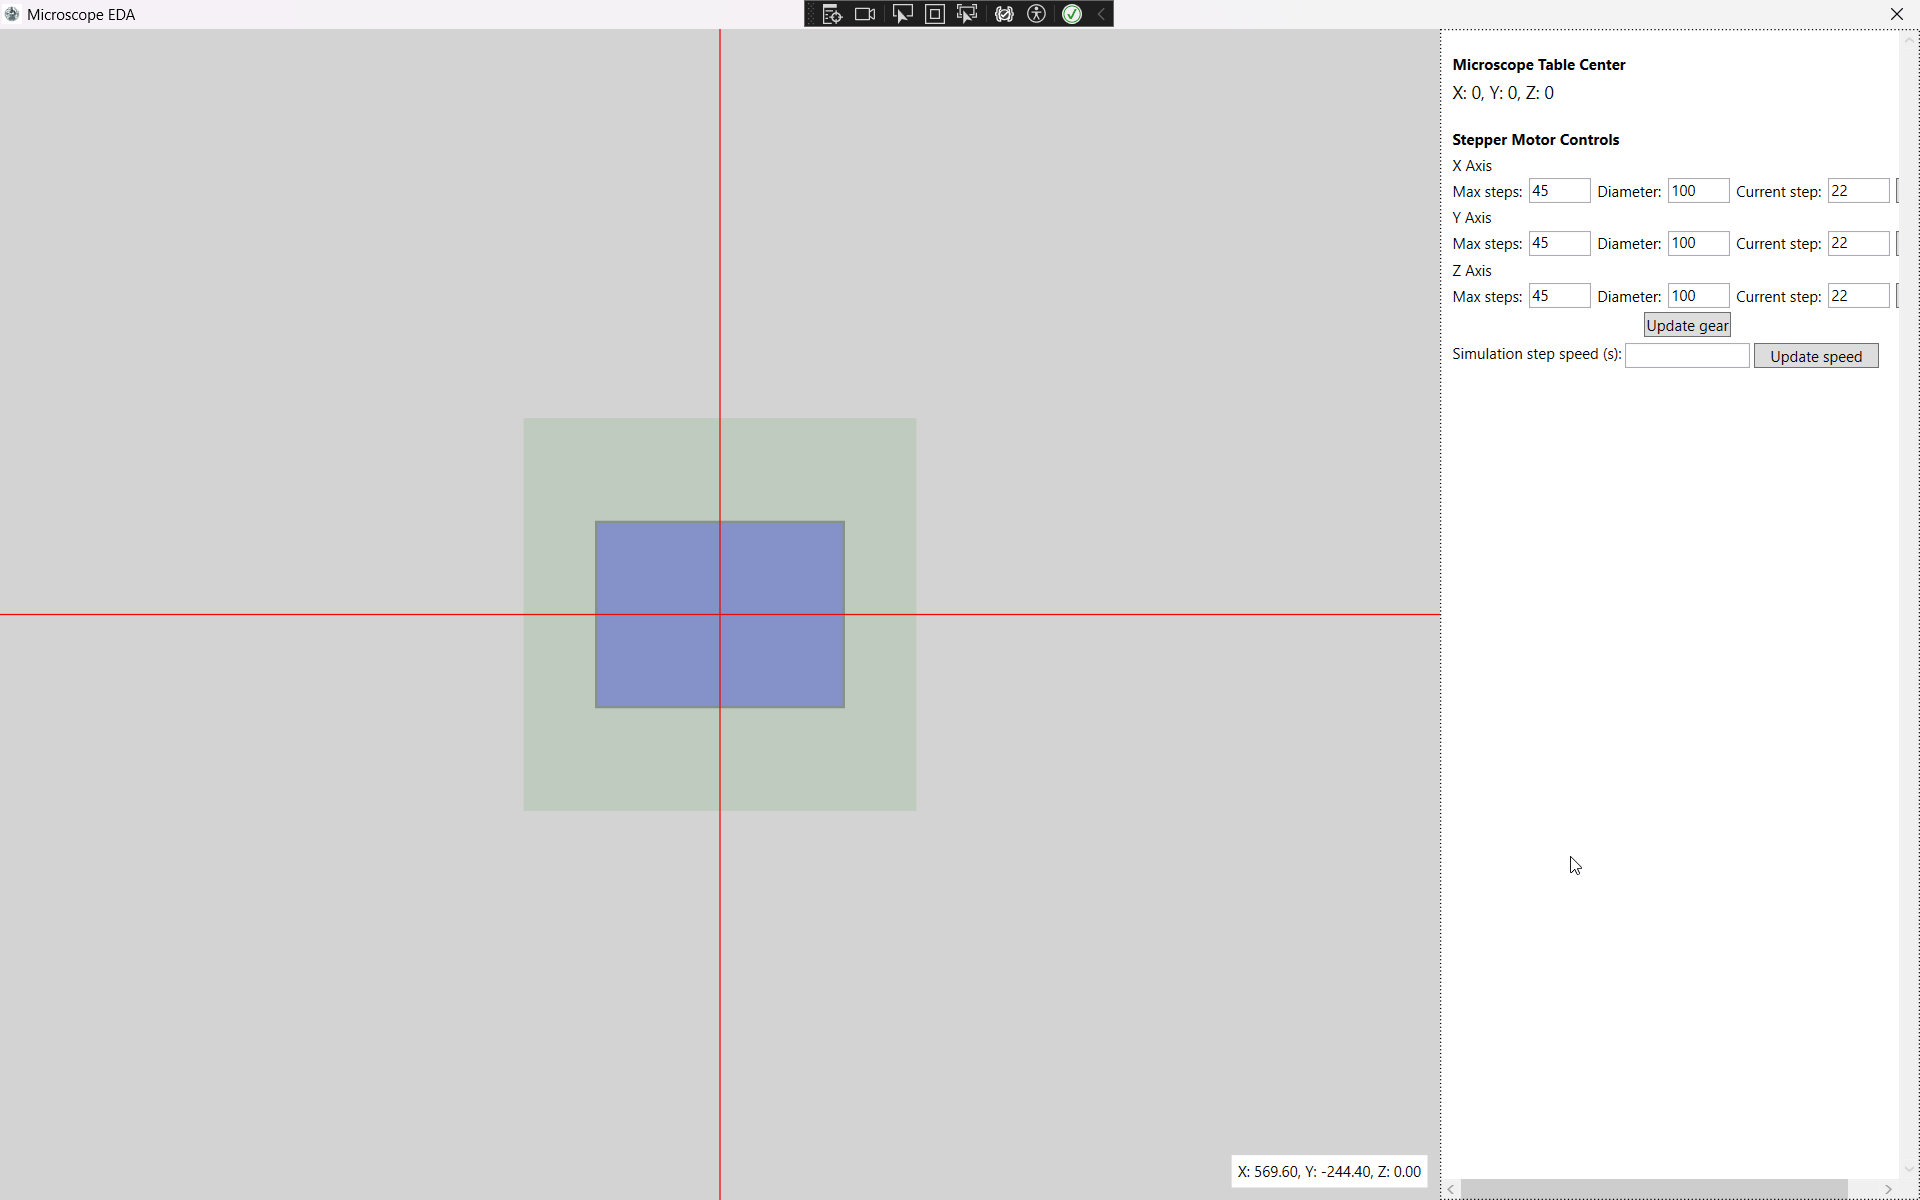 Microscope EDA
Microscope Table Center
X: 0, Y: 0, Z: 0
Stepper Motor Controls
X Axis
Max steps: 45 Diameter: 100 Current step: 22
Y Axis
Max steps: 45 Diameter: 100 Current step: 22
Z Axis
Max steps: 45 Diameter: 100 Current step: 22
Update gear
Simulation step speed (s): Update speed
X: 569.60, Y: -244.40, Z: 0.00